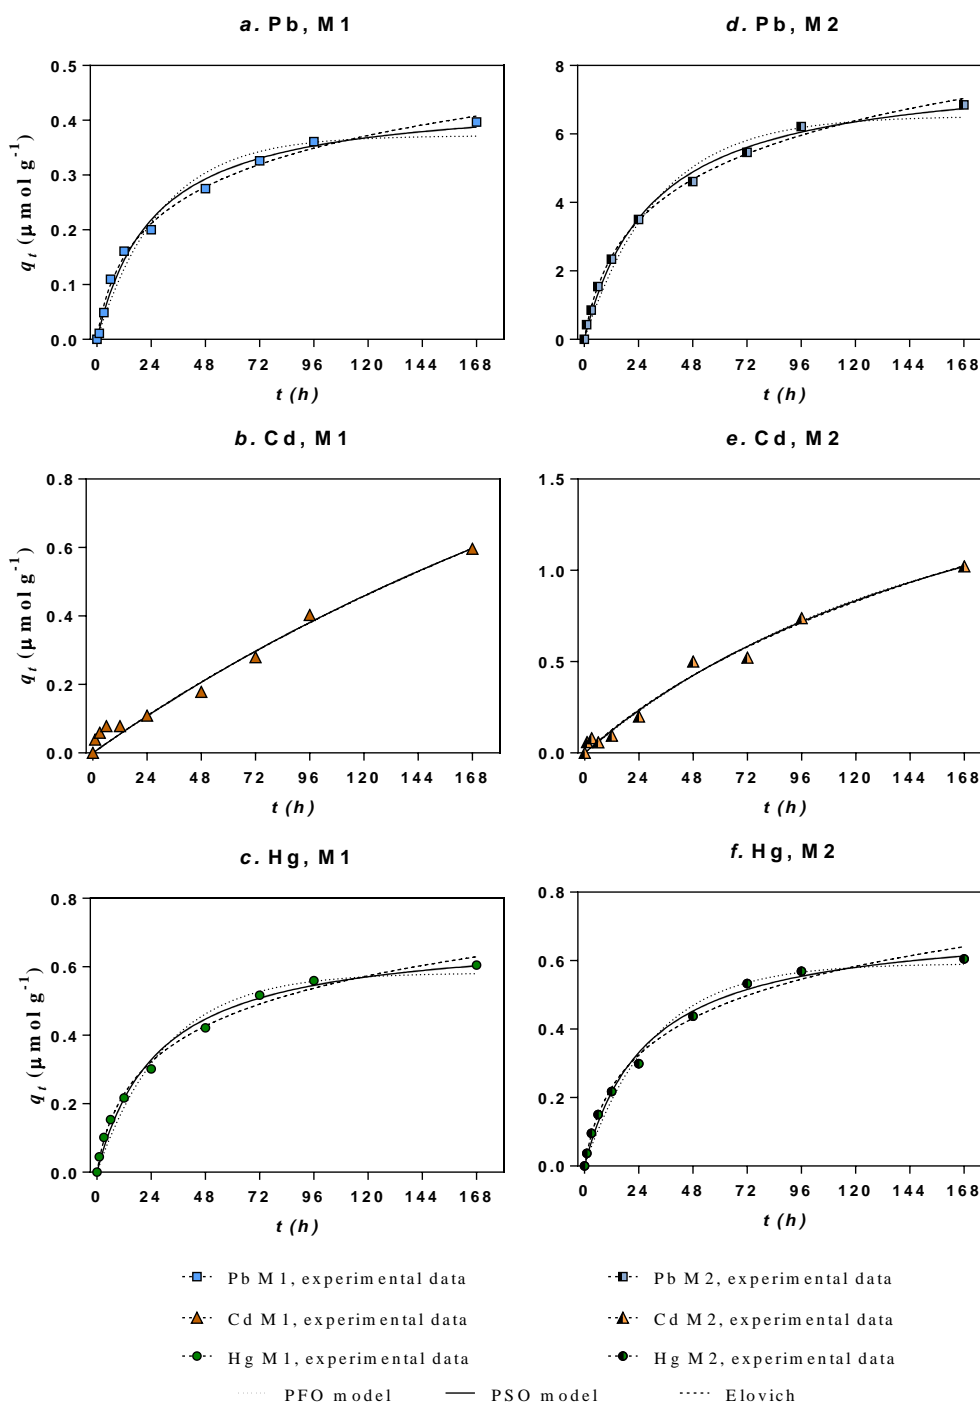 a. Pb, M1
0.5
0.4
0.3
0.2
0.1
0.0
qt (μmol g-1)
0 24 48 72 96 120 144 168
t (h)
d. Pb, M2
8
6
4
2
0
0 24 48 72 96 120 144 168
t (h)
b. Cd, M1
0.8
0.6
0.4
0.2
0.0
qt (μmol g-1)
0 24 48 72 96 120 144 168
t (h)
e. Cd, M2
1.5
1.0
0.5
0.0
0 24 48 72 96 120 144 168
t (h)
c. Hg, M1
0.8
0.6
0.4
0.2
0.0
qt (μmol g-1)
0 24 48 72 96 120 144 168
t (h)
f. Hg, M2
0.8
0.6
0.4
0.2
0.0
0 24 48 72 96 120 144 168
t (h)
Pb M1, experimental data
Pb M2, experimental data
Cd M1, experimental data
Cd M2, experimental data
Hg M1, experimental data
Hg M2, experimental data
PFO model PSO model Elovich